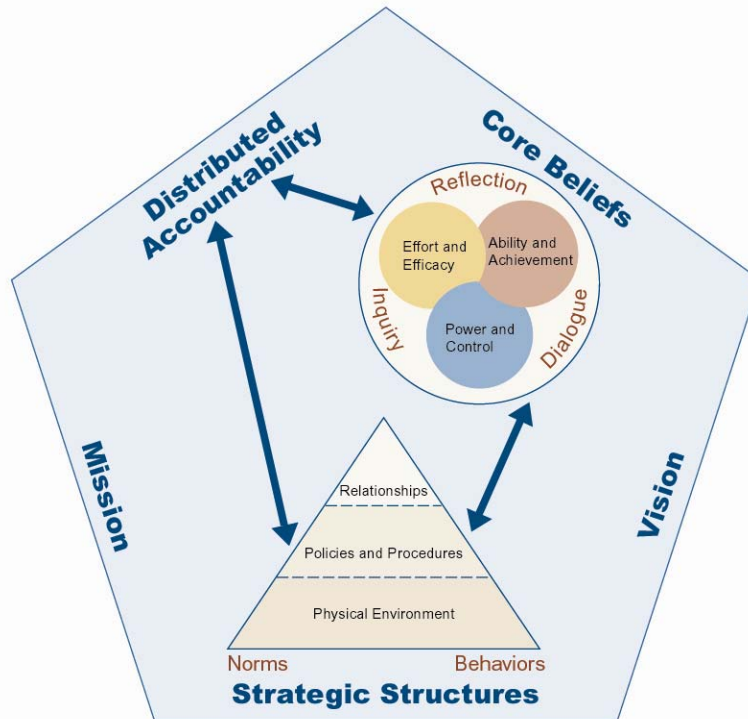 Distributed
Accountability
Core Beliefs
Reflection
Effort and
Efficacy
Ability and
Achievement
Inquiry
Power and
Control
Dialogue
Mission
Vision
Relationships
Policies and Procedures
Physical Environment
Norms
Behaviors
Strategic Structures